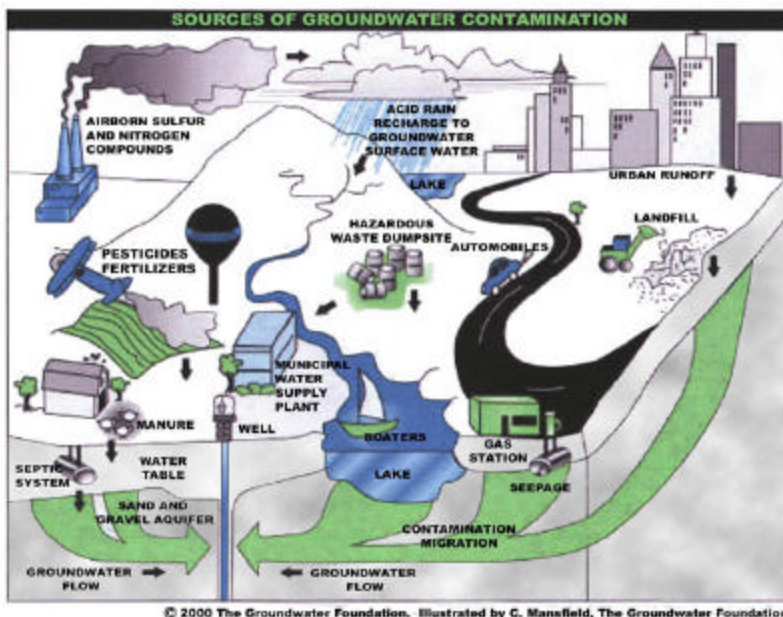 SOURCES OF GROUNDWATER CONTAMINATION
AIRBORN SULFUR
AND NITROGEN
COMPOUNDS
ACID RAIN
RECHARGE TO
GROUNDWATER
SURFACE WATER
LAKE
URBAN RUNOFF
LANDFILL
HAZARDOUS
WASTE DUMPSITE
AUTOMOBILES
PESTICIDES
FERTILIZERS
MUNICIPAL
WATER
SUPPLY
PLANT
MANURE
WELL
BOATERS
GAS
STATION
SEPTIC
SYSTEM
WATER
TABLE
LAKE
SEEPAGE
SAND AND
GRAVEL AQUIFER
CONTAMINATION
MIGRATION
GROUNDWATER
FLOW
GROUNDWATER
FLOW
© 2000 The Groundwater Foundation. Illustrated by C. Mansfield, The Groundwater Foundation